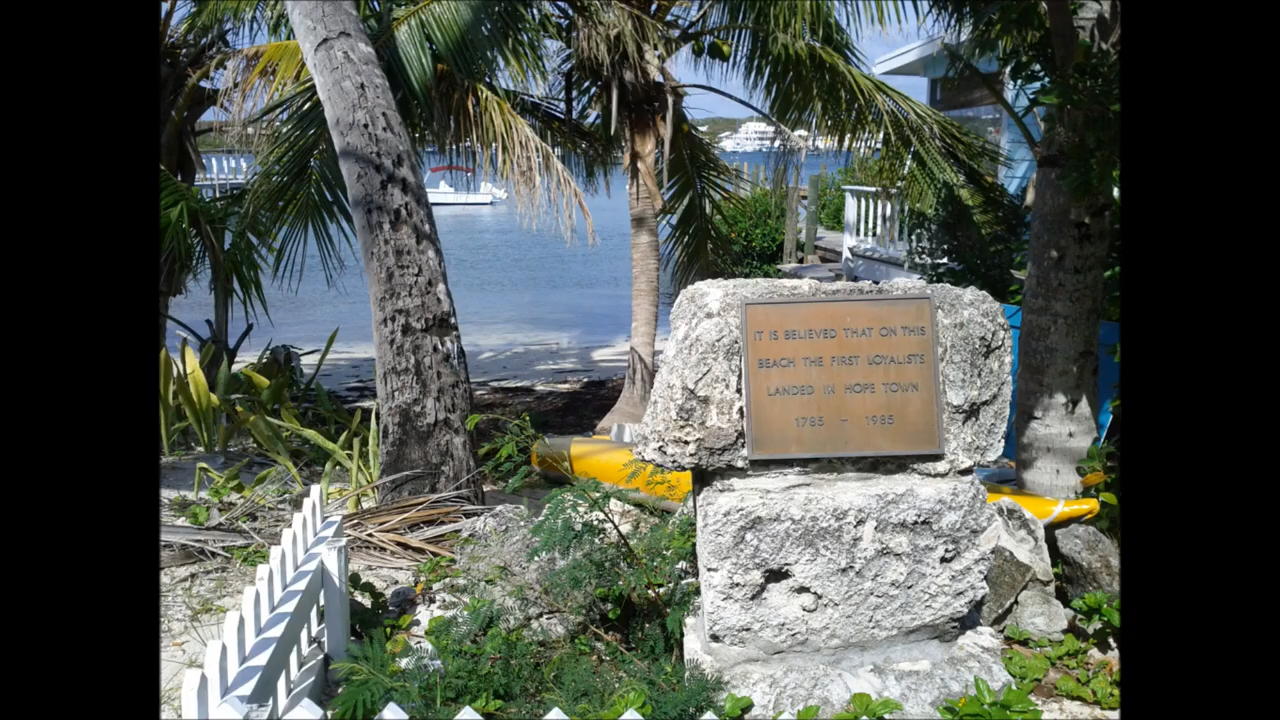 IT IS BELIEVED THAT ON THIS
BEACH THE FIRST LOYALISTS
LANDED IN HOPE TOWN
1785 – 1985